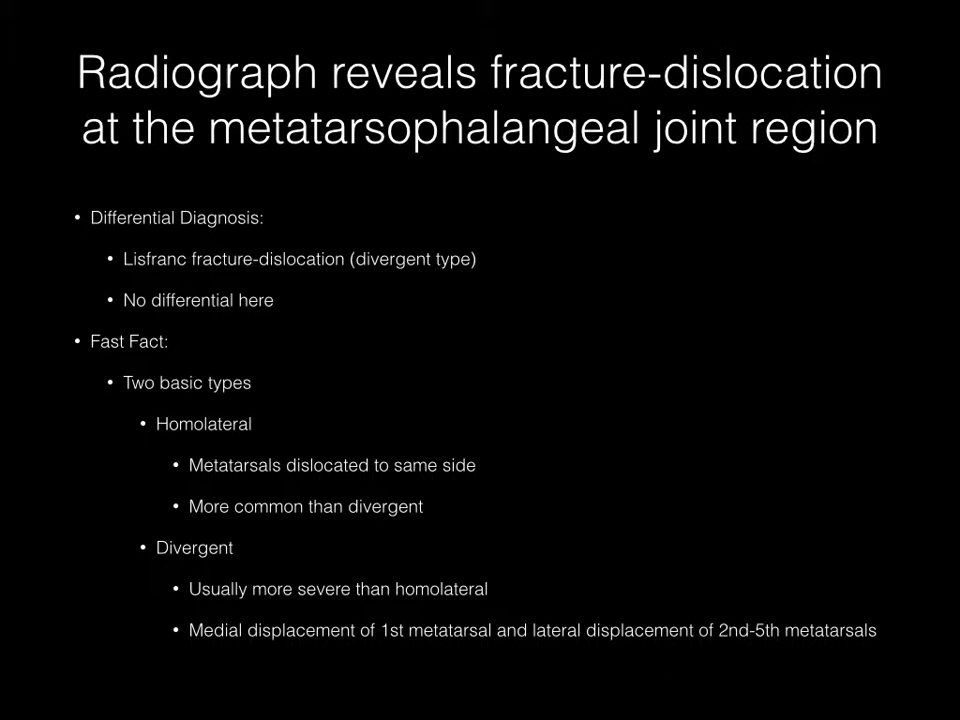 Radiograph reveals fracture-dislocation
at the metatarsophalangeal joint region
• Differential Diagnosis:
• Lisfranc fracture-dislocation (divergent type)
• No differential here
• Fast Fact:
• Two basic types
• Homolateral
• Metatarsals dislocated to same side
• More common than divergent
• Divergent
• Usually more severe than homolateral
• Medial displacement of 1st metatarsal and lateral displacement of 2nd-5th metatarsals